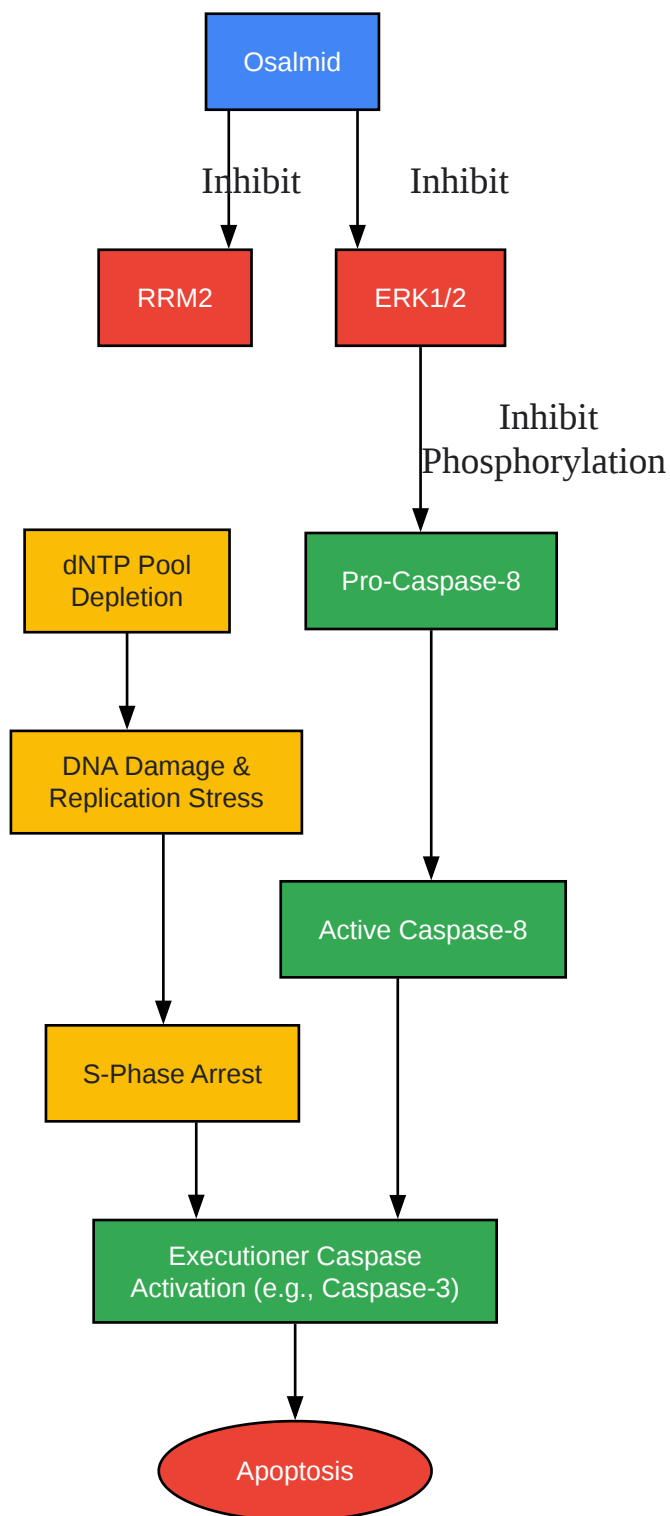 Osalmid
Inhibit
Inhibit
RRM2
ERK1/2
Inhibit
Phosphorylation
dNTP Pool
Depletion
Pro-Caspase-8
DNA Damage &
Replication Stress
Active Caspase-8
S-Phase Arrest
Executioner Caspase
Activation (e.g., Caspase-3)
Apoptosis